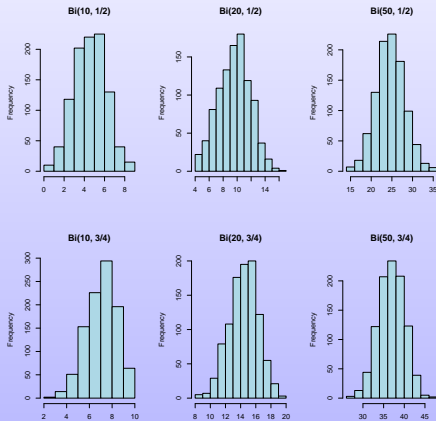 Bi(10, 1/2)
Frequency
0 50 100 150 200
0 2 4 6 8
Bi(20, 1/2)
Frequency
0 50 100 150
4 6 8 10 14
Bi(50, 1/2)
Frequency
0 50 100 150 200
15 20 25 30 35
Bi(10, 3/4)
Frequency
0 50 100 150 200 250 300
2 4 6 8 10
Bi(20, 3/4)
Frequency
0 50 100 150 200
8 10 12 14 16 18 20
Bi(50, 3/4)
Frequency
0 50 100 200
30 35 40 45